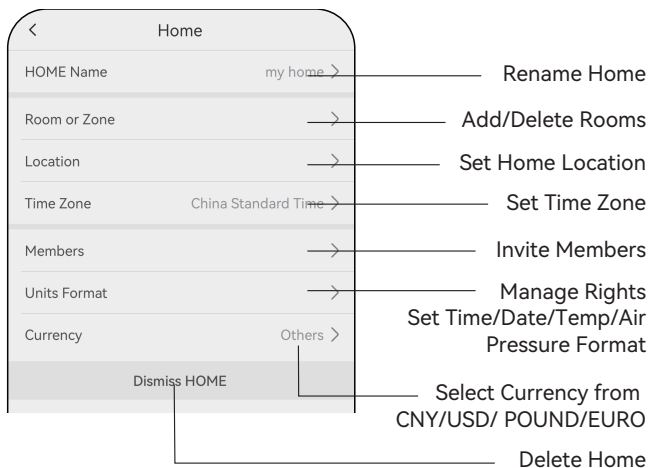 Home
HOME Name my home Rename Home
Room or Zone Add/Delete Rooms
Location Set Home Location
Time Zone China Standard Time Set Time Zone
Members Invite Members
Units Format Manage Rights
Set Time/Date/Temp/Air
Pressure Format
Currency Others
Dismiss HOME
Select Currency from
CNY/USD/ POUND/EURO
Delete Home